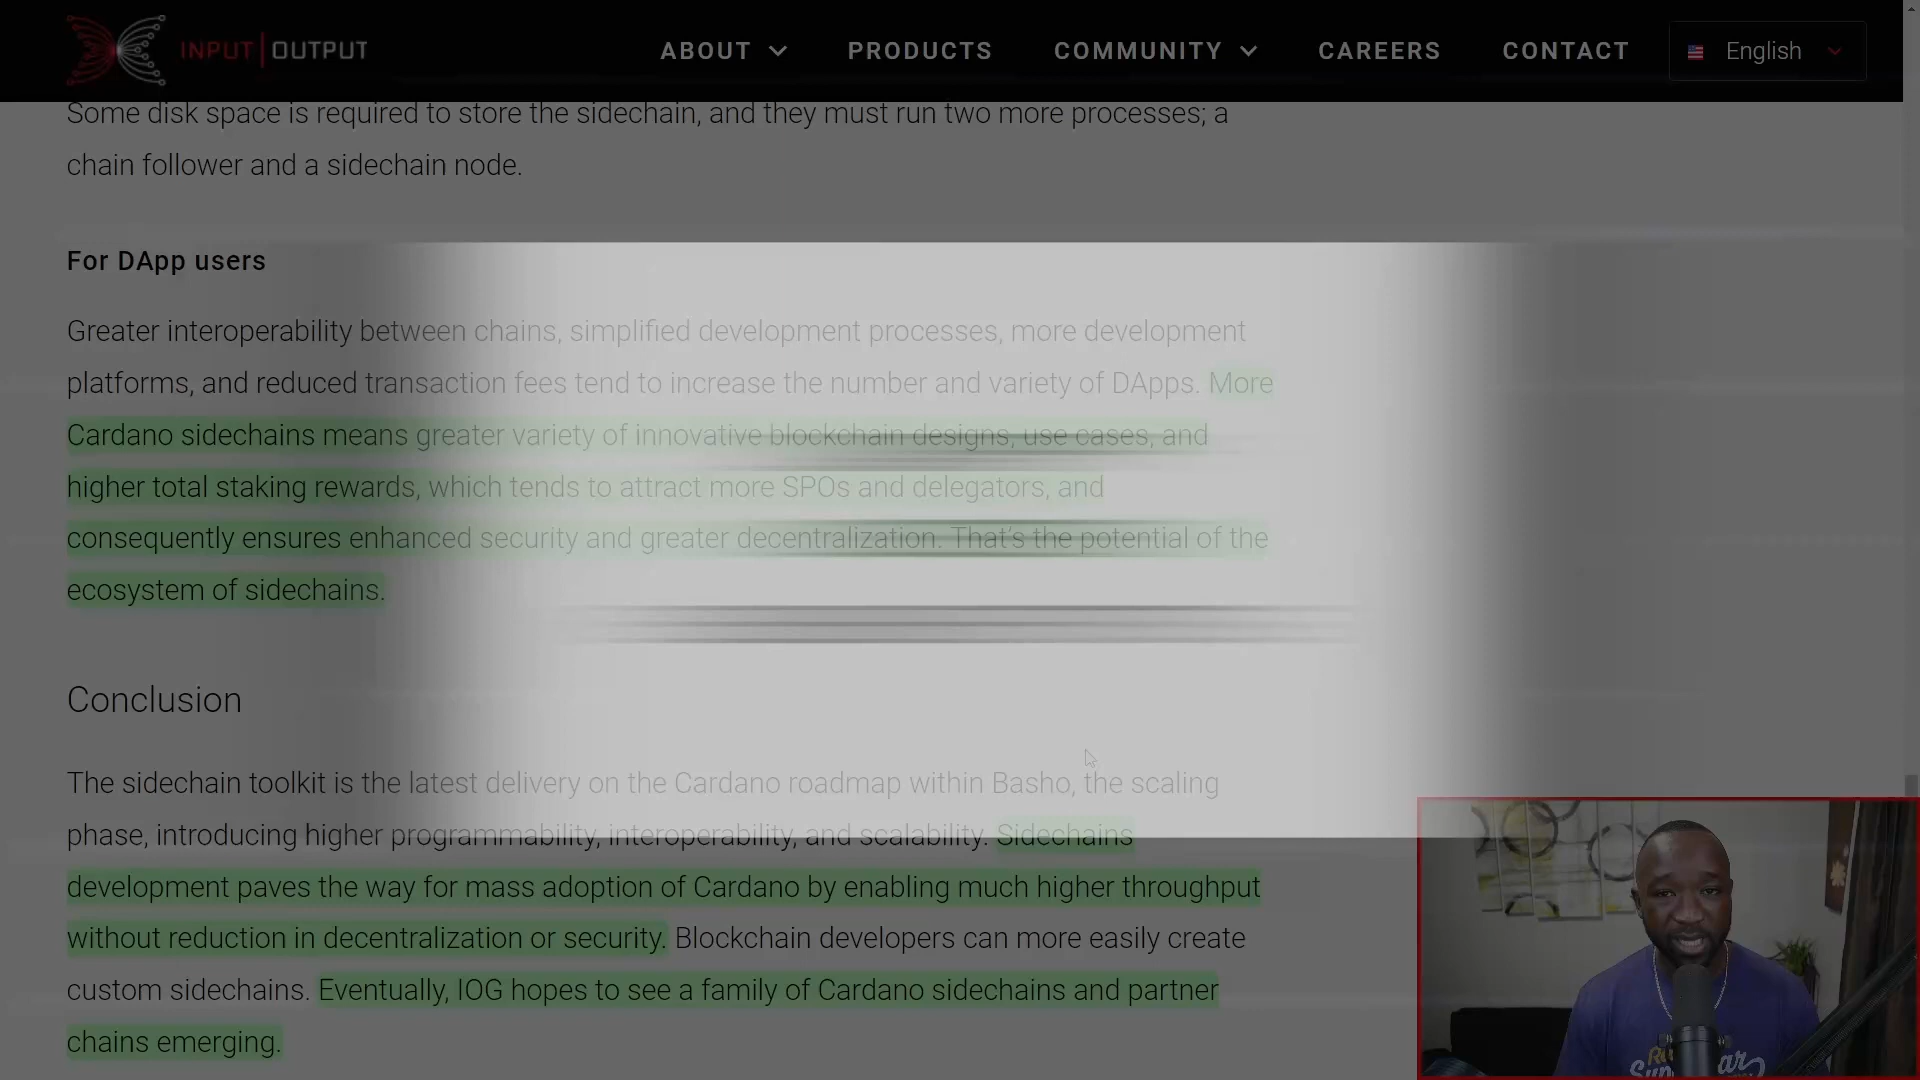 INPUT|OUTPUT
ABOUT
PRODUCTS
COMMUNITY
CAREERS
CONTACT
English
Some disk space is required to store the sidechain, and they must run two more processes; a
chain follower and a sidechain node.
For DApp users
Greater interoperability between chains, simplified development processes, more development
platforms, and reduced transaction fees tend to increase the number and variety of DApps. More
Cardano sidechains means greater variety of innovative blockchain designs, use cases, and
higher total staking rewards, which tends to attract more SPOs and delegators, and
consequently ensures enhanced security and greater decentralization. That's the potential of the
ecosystem of sidechains.
Conclusion
The sidechain toolkit is the latest delivery on the Cardano roadmap within Basho, the scaling
phase, introducing higher programmability, interoperability, and scalability. Sidechains
development paves the way for mass adoption of Cardano by enabling much higher throughput
without reduction in decentralization or security. Blockchain developers can more easily create
custom sidechains. Eventually, IOG hopes to see a family of Cardano sidechains and partner
chains emerging.